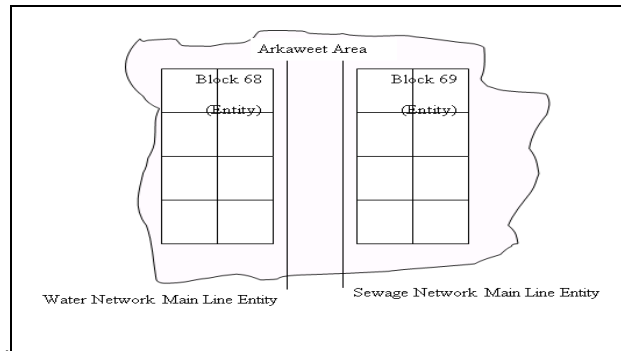 Arkaweet Area
Block 68
(Entity)
Block 69
(Entity)
Water Network Main Line Entity
Sewage Network Main Line Entity